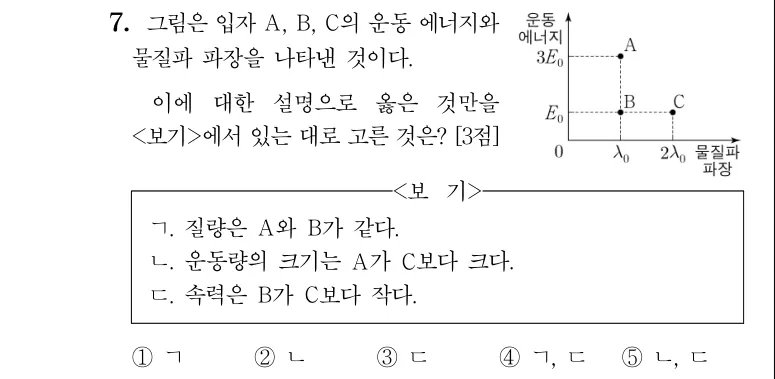 7. 그림은 입자 A, B, C의 운동 에너지와
물질파 파장을 나타낸 것이다.
이에 대한 설명으로 옳은 것만을
<보기>에서 있는 대로 고른 것은? [3점]
운동
에너지
3E₀
A
E₀
B
C
0
λ₀
2λ₀
물질파
파장
<보 기>
ㄱ. 질량은 A와 B가 같다.
ㄴ. 운동량의 크기는 A가 C보다 크다.
ㄷ. 속력은 B가 C보다 작다.
① ㄱ ② ㄴ ③ ㄷ ④ ㄱ, ㄷ ⑤ ㄴ, ㄷ